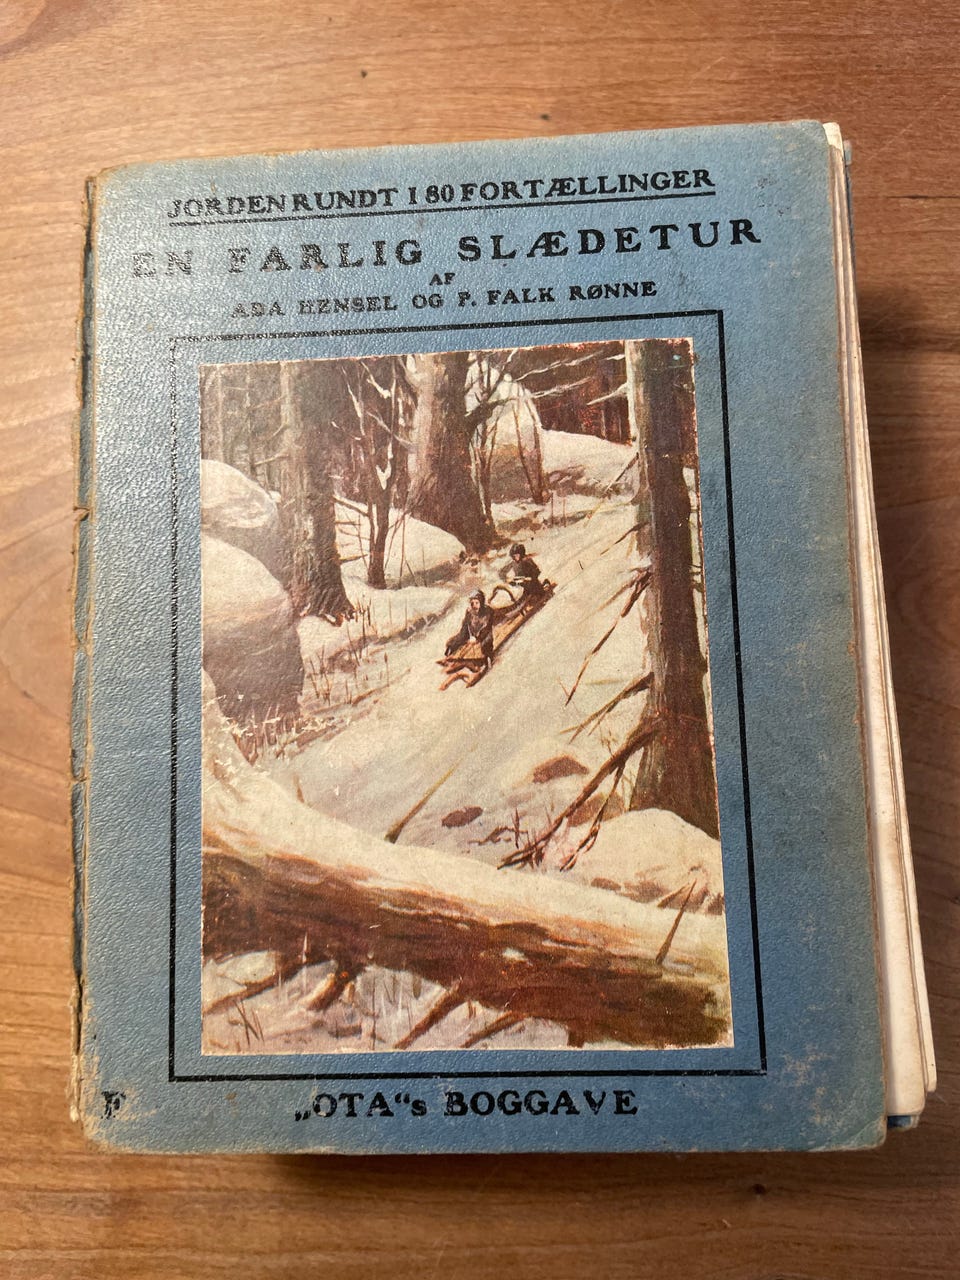 JORDEN RUNDT I 80 FORTÆLLINGER
EN FARLIG SLÆDETUR
AF
ADA HENSEL OG P. FALK RØNNE
F
„OTA“s BOGGAVE